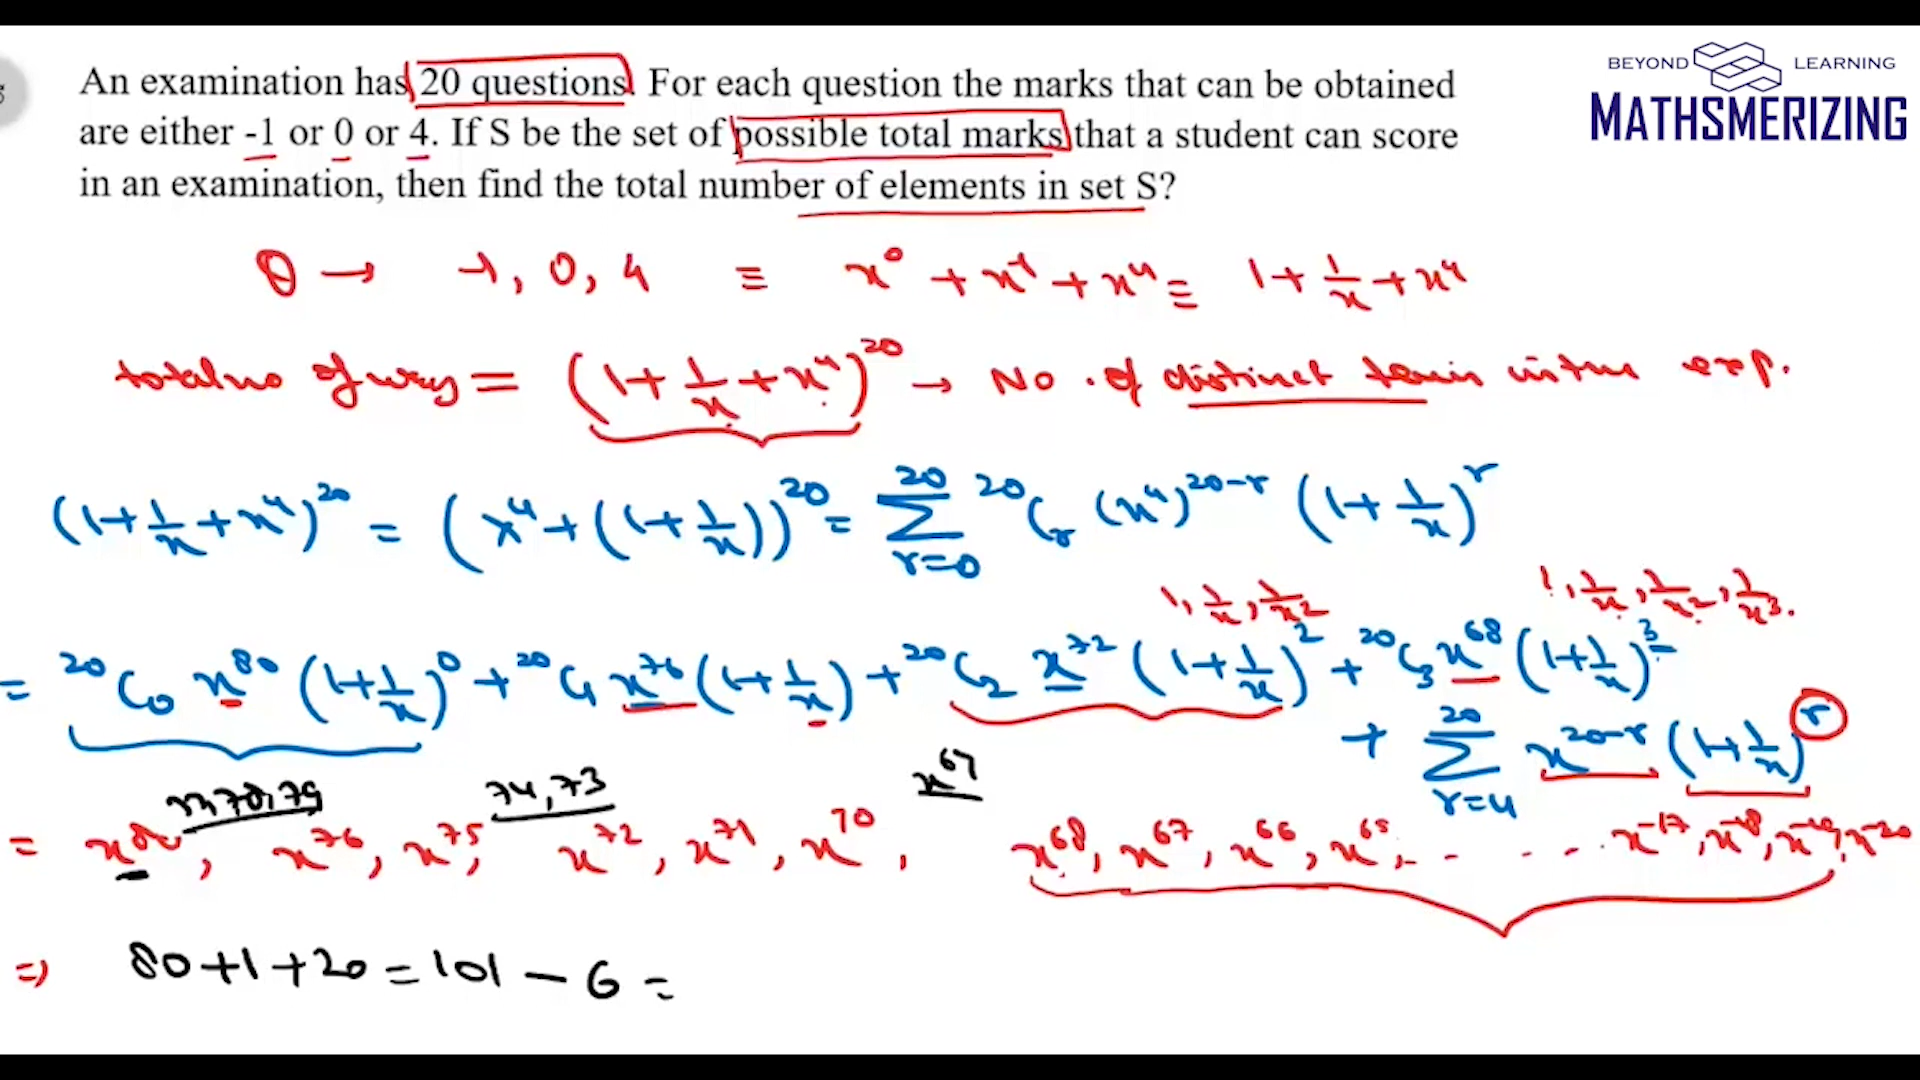 BEYOND LEARNING
MATHSMERIZING
An examination has 20 questions. For each question the marks that can be obtained
are either -1 or 0 or 4. If S be the set of possible total marks that a student can score
in an examination, then find the total number of elements in set S?
Q → -1, 0, 4 ≡ x⁰ + x⁻¹ + x⁴ ≡ 1 + 1/x + x⁴
total no of way = (1 + 1/x + x⁴)²⁰ → No. of distinct terms in the exp.
(1 + 1/x + x⁴)²⁰ = (x⁴ + (1 + 1/x))²⁰ = Σ_{r=0}^{20} ²⁰C_r (x⁴)^{20-r} (1 + 1/x)^r
1, 1/x, 1/x² 1, 1/x, 1/x², 1/x³.
= ²⁰C₀ x⁸⁰ (1 + 1/x)⁰ + ²⁰C₁ x⁷⁶ (1 + 1/x) + ²⁰C₂ x⁷² (1 + 1/x)² + ²⁰C₃ x⁶⁸ (1 + 1/x)³
+ Σ_{r=4}^{20} x^{20-r} (1 + 1/x)^r
78, 79 74, 73 x⁶⁷
= x⁸⁰, x⁷⁶, x⁷⁵, x⁷², x⁷¹, x⁷⁰, x⁶⁸, x⁶⁷, x⁶⁶, x⁶⁵, - - . . . x⁻¹⁷, x⁻¹⁸, x⁻¹⁹, x⁻²⁰
⇒ 80 + 1 + 20 = 101 - 6 =